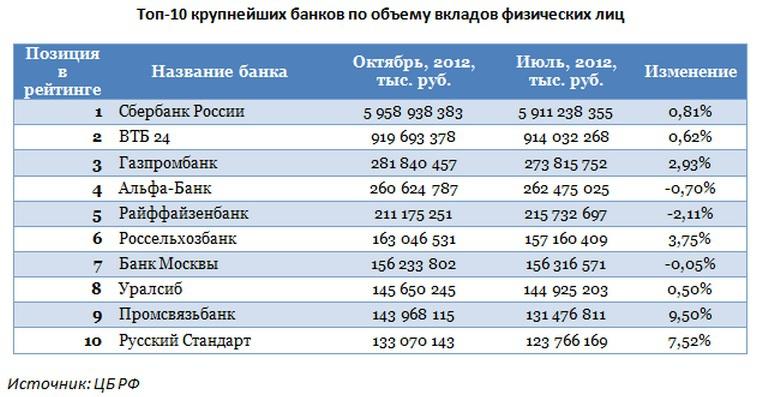 Топ-10 крупнейших банков по объему вкладов физических лиц
Позиция в рейтинге Название банка Октябрь, 2012, тыс. руб. Июль, 2012, тыс. руб. Изменение
1 Сбербанк России 5 958 938 383 5 911 238 355 0,81%
2 ВТБ 24 919 693 378 914 032 268 0,62%
3 Газпромбанк 281 840 457 273 815 752 2,93%
4 Альфа-Банк 260 624 787 262 475 025 -0,70%
5 Райффайзенбанк 211 175 251 215 732 697 -2,11%
6 Россельхозбанк 163 046 531 157 160 409 3,75%
7 Банк Москвы 156 233 802 156 316 571 -0,05%
8 Уралсиб 145 650 245 144 925 203 0,50%
9 Промсвязьбанк 143 968 115 131 476 811 9,50%
10 Русский Стандарт 133 070 143 123 766 169 7,52%
Источник: ЦБ РФ